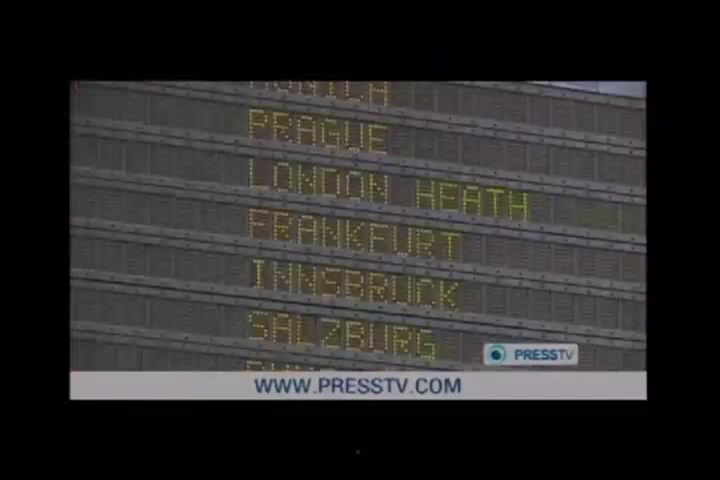 PRAGUE
LONDON HEATH
FRANKFURT
INNSBRUCK
SALZBURG
PRESSTV
WWW.PRESSTV.COM